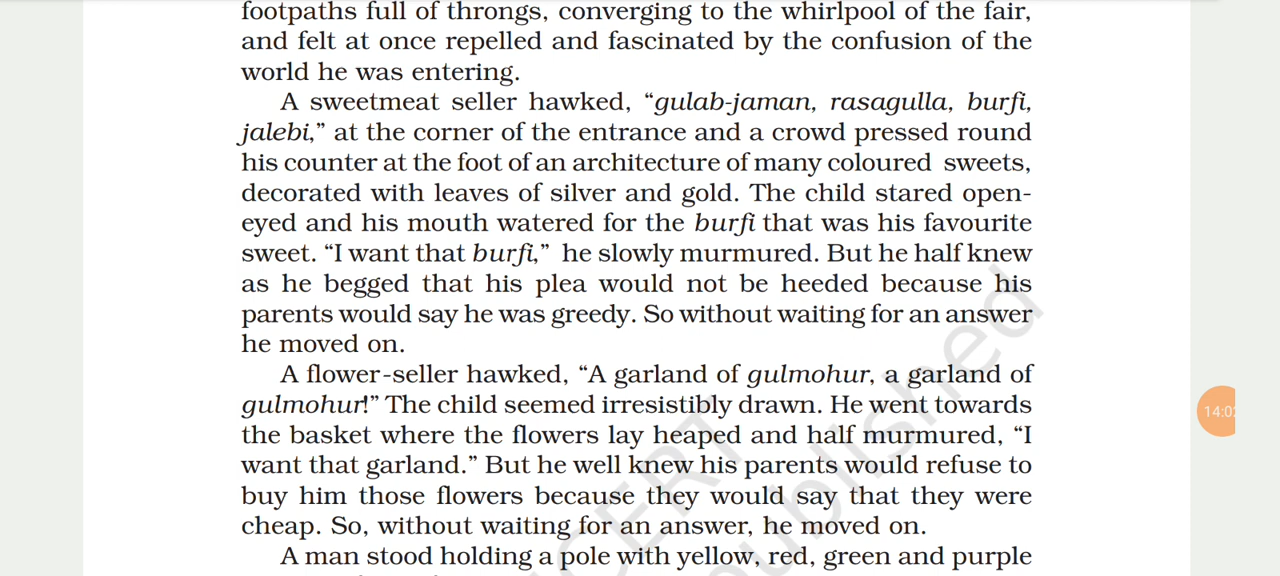 footpaths full of throngs, converging to the whirlpool of the fair,
and felt at once repelled and fascinated by the confusion of the
world he was entering.
A sweetmeat seller hawked, “gulab-jaman, rasagulla, burfi,
jalebi,” at the corner of the entrance and a crowd pressed round
his counter at the foot of an architecture of many coloured sweets,
decorated with leaves of silver and gold. The child stared open-
eyed and his mouth watered for the burfi that was his favourite
sweet. “I want that burfi,” he slowly murmured. But he half knew
as he begged that his plea would not be heeded because his
parents would say he was greedy. So without waiting for an answer
he moved on.
A flower-seller hawked, “A garland of gulmohur, a garland of
gulmohur!” The child seemed irresistibly drawn. He went towards
the basket where the flowers lay heaped and half murmured, “I
want that garland.” But he well knew his parents would refuse to
buy him those flowers because they would say that they were
cheap. So, without waiting for an answer, he moved on.
A man stood holding a pole with yellow, red, green and purple